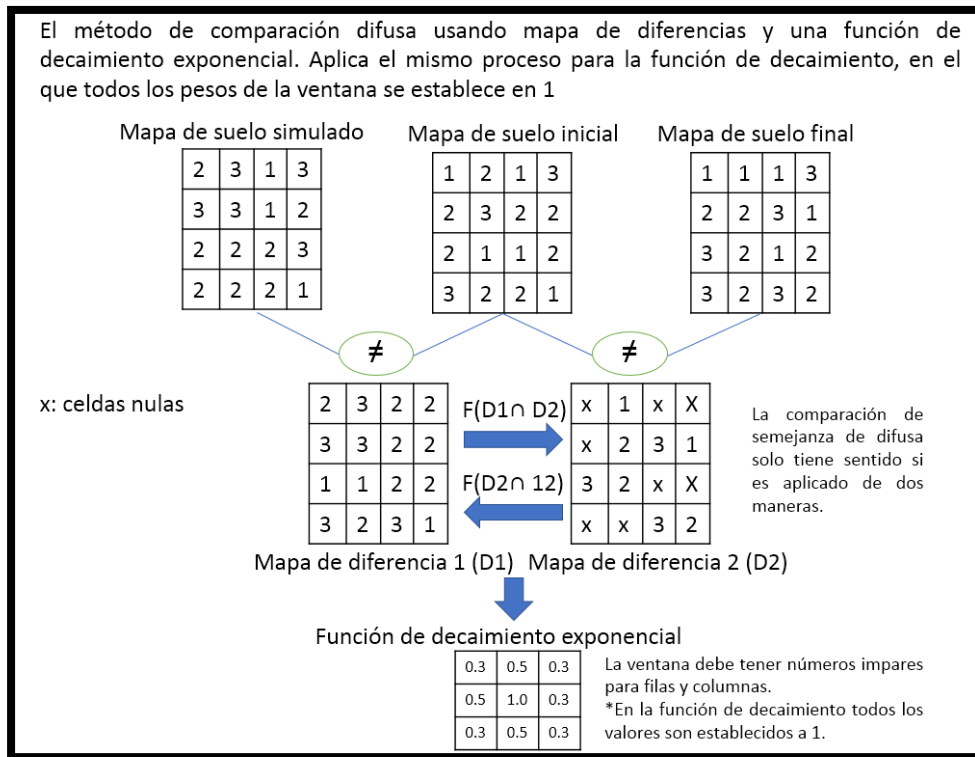 El método de comparación difusa usando mapa de diferencias y una función de
decaimiento exponencial. Aplica el mismo proceso para la función de decaimiento, en el
que todos los pesos de la ventana se establece en 1
Mapa de suelo simulado
2 3 1 3
3 3 1 2
2 2 2 3
2 2 2 1
Mapa de suelo inicial
1 2 1 3
2 3 2 2
2 1 1 2
3 2 2 1
Mapa de suelo final
1 1 1 3
2 2 3 1
3 2 1 2
3 2 3 2
≠
≠
x: celdas nulas
2 3 2 2
3 3 2 2
1 1 2 2
3 2 3 1
F(D1∩ D2)
F(D2∩ 12)
x 1 x X
x 2 3 1
3 2 x X
x x 3 2
La comparación de
semejanza de difusa
solo tiene sentido si
es aplicado de dos
maneras.
Mapa de diferencia 1 (D1)
Mapa de diferencia 2 (D2)
Función de decaimiento exponencial
0.3 0.5 0.3
0.5 1.0 0.3
0.3 0.5 0.3
La ventana debe tener números impares
para filas y columnas.
*En la función de decaimiento todos los
valores son establecidos a 1.